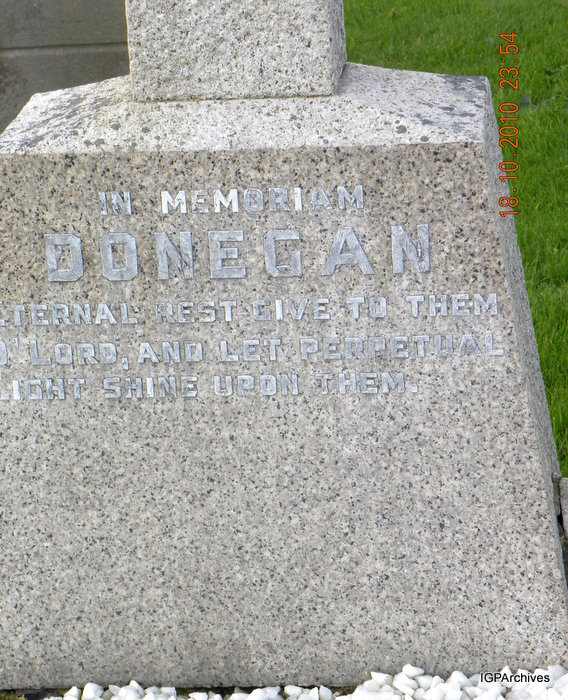 IN MEMORIAM
DONEGAN
ETERNAL REST GIVE TO THEM
O' LORD, AND LET PERPETUAL
LIGHT SHINE UPON THEM.
18 10 2010 23 54
IGPArchives